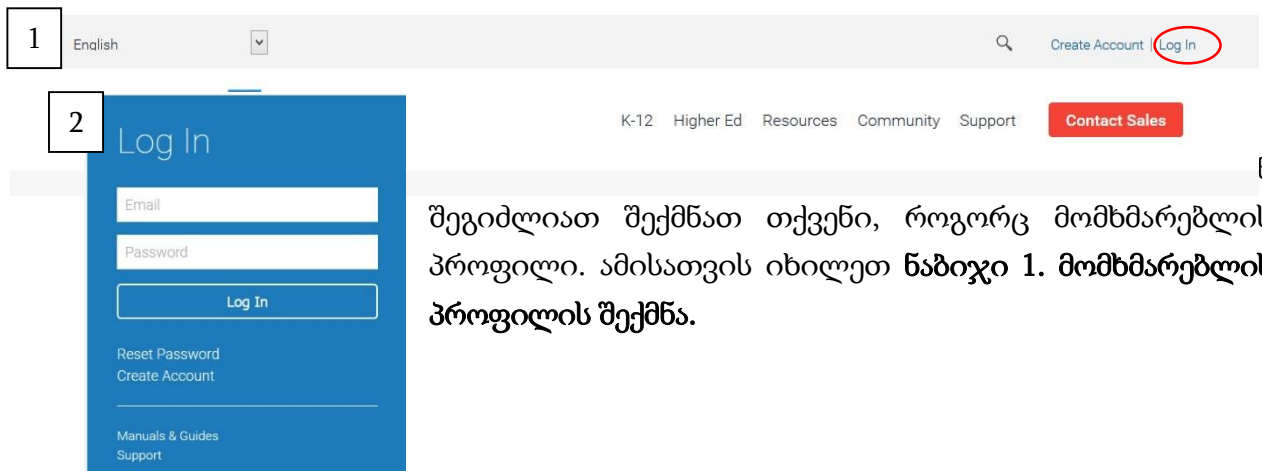 1
English
Create Account | Log In
2
K-12 Higher Ed Resources Community Support Contact Sales
Log In
Email
Password
Log In
Reset Password
Create Account
Manuals & Guides
Support
შეგიძლიათ შექმნათ თქვენი, როგორც მომხმარებლის
პროფილი. ამისათვის იხილეთ ნაბიჯი 1. მომხმარებლის
პროფილის შექმნა.